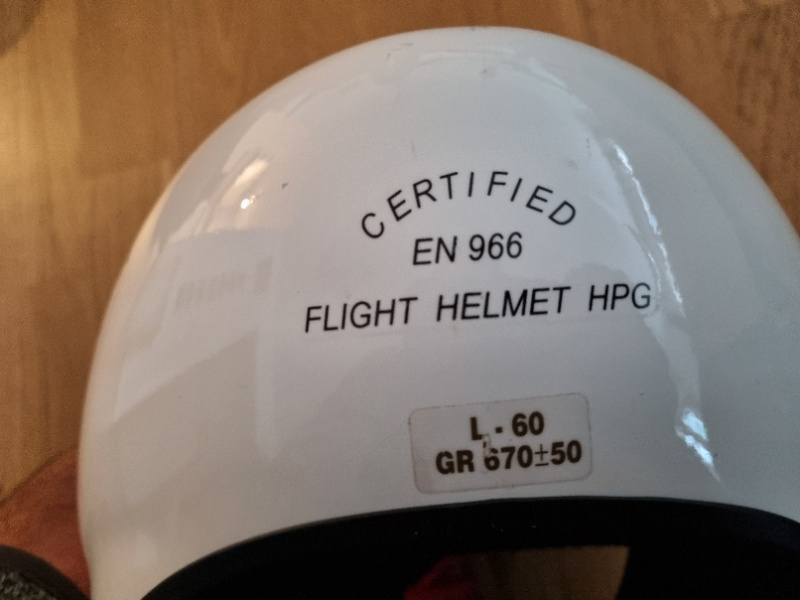 CERTIFIED
EN 966
FLIGHT HELMET HPG
L - 60
GR 670±50